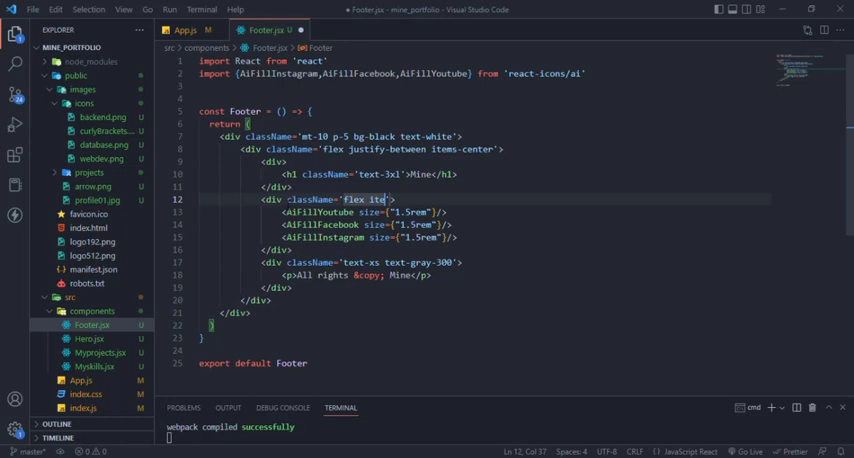 File Edit Selection View Go Run Terminal Help
● Footer.jsx - mine_portfolio - Visual Studio Code
EXPLORER
MINE_PORTFOLIO
node_modules
public
images
icons
backend.png U
curlyBrackets.... U
database.png U
webdev.png U
projects
arrow.png U
profile01.jpg U
favicon.ico
index.html
logo192.png
logo512.png
manifest.json
robots.txt
src
components
Footer.jsx U
Hero.jsx U
Myprojects.jsx U
Myskills.jsx U
App.js M
index.css M
index.js M
OUTLINE
TIMELINE
App.js M
Footer.jsx U ●
src > components > Footer.jsx > Footer
1 import React from 'react'
2 import {AiFillInstagram,AiFillFacebook,AiFillYoutube} from 'react-icons/ai'
3
4
5 const Footer = () => {
6 return (
7 <div className='mt-10 p-5 bg-black text-white'>
8 <div className='flex justify-between items-center'>
9 <div>
10 <h1 className='text-3xl'>Mine</h1>
11 </div>
12 <div className='flex ite'>
13 <AiFillYoutube size={"1.5rem"}/>
14 <AiFillFacebook size={"1.5rem"}/>
15 <AiFillInstagram size={"1.5rem"}/>
16 </div>
17 <div className='text-xs text-gray-300'>
18 <p>All rights &copy; Mine</p>
19 </div>
20 </div>
21 </div>
22 )
23 }
24
25 export default Footer
PROBLEMS OUTPUT DEBUG CONSOLE TERMINAL
cmd
webpack compiled successfully
master* 0 0
Ln 12, Col 37 Spaces: 4 UTF-8 CRLF {} JavaScript React Go Live Prettier
1
24
1